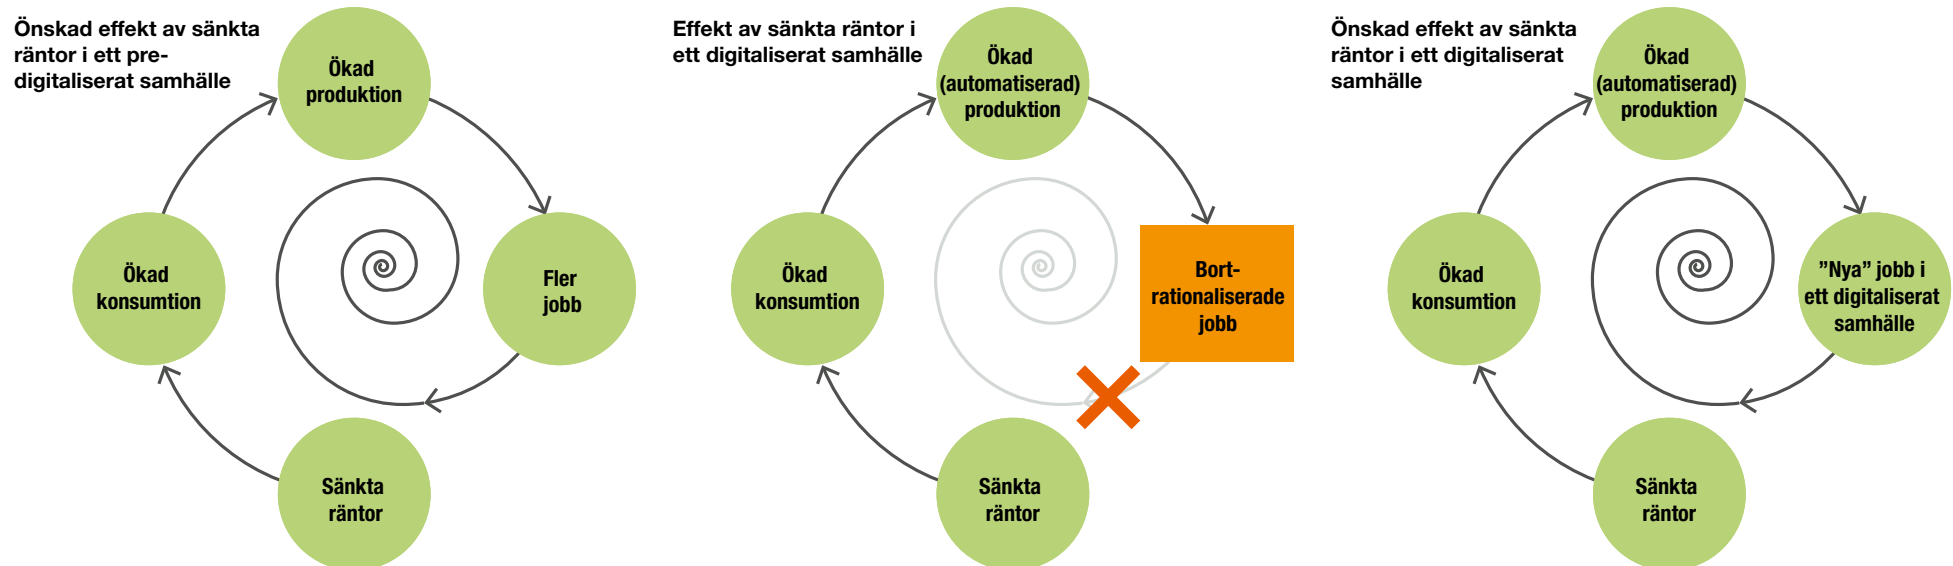 Önskad effekt av sänkta
räntor i ett pre-
digitaliserat samhälle
Ökad
produktion
Fler
jobb
Sänkta
räntor
Ökad
konsumtion
Effekt av sänkta räntor i
ett digitaliserat samhälle
Ökad
(automatiserad)
produktion
Bort-
rationaliserade
jobb
Sänkta
räntor
Ökad
konsumtion
Önskad effekt av sänkta
räntor i ett digitaliserat
samhälle
Ökad
(automatiserad)
produktion
”Nya” jobb i
ett digitaliserat
samhälle
Sänkta
räntor
Ökad
konsumtion